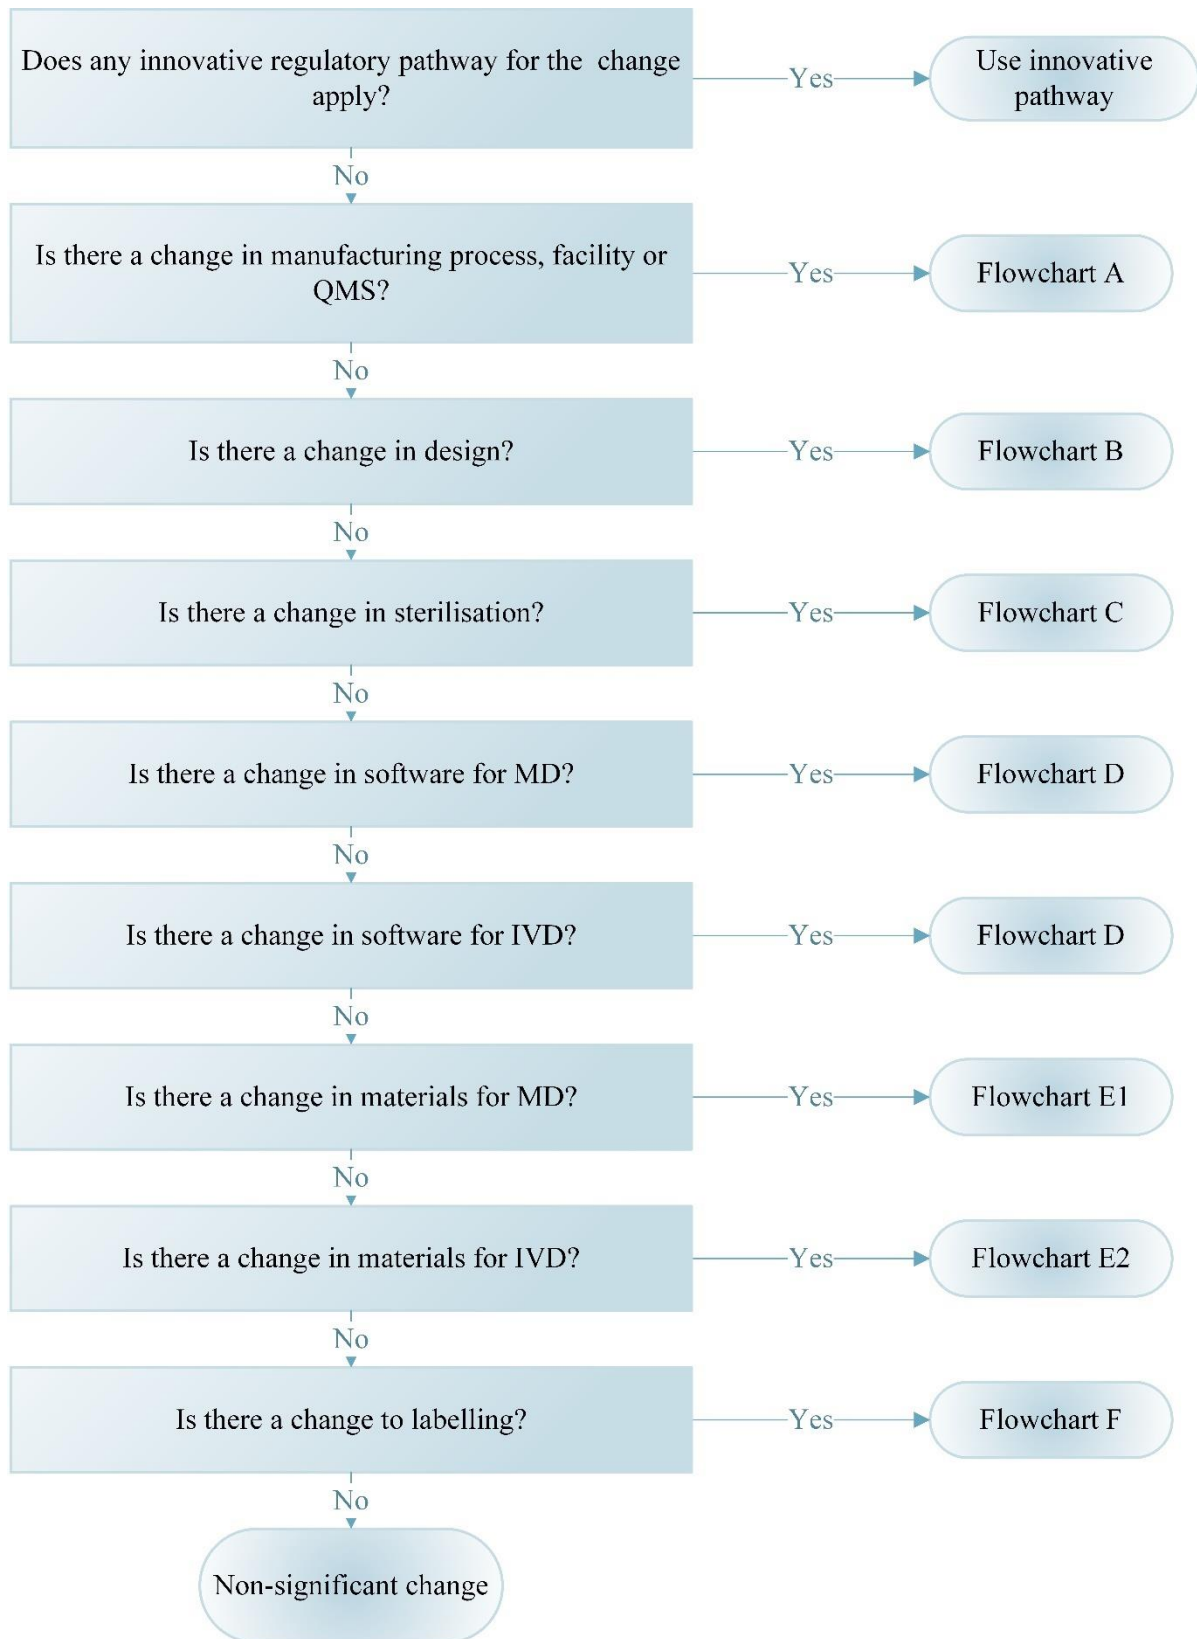 Does any innovative regulatory pathway for the change
apply?
Yes
Use innovative
pathway
No
Is there a change in manufacturing process, facility or
QMS?
Yes
Flowchart A
No
Is there a change in design?
Yes
Flowchart B
No
Is there a change in sterilisation?
Yes
Flowchart C
No
Is there a change in software for MD?
Yes
Flowchart D
No
Is there a change in software for IVD?
Yes
Flowchart D
No
Is there a change in materials for MD?
Yes
Flowchart E1
No
Is there a change in materials for IVD?
Yes
Flowchart E2
No
Is there a change to labelling?
Yes
Flowchart F
No
Non-significant change